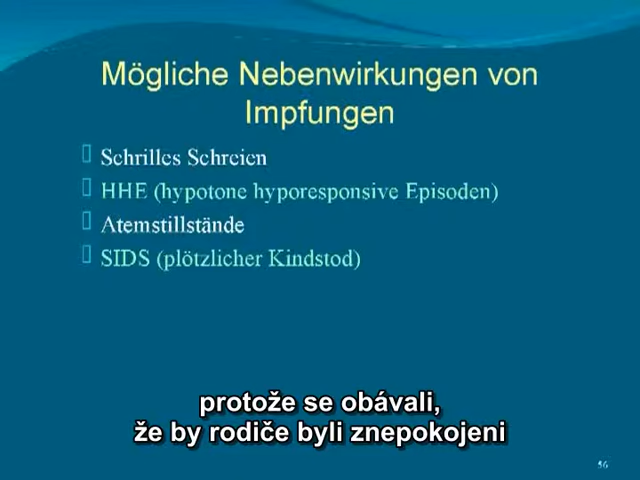 Mögliche Nebenwirkungen von
Impfungen
Schrilles Schreien
HHE (hypotone hyporesponsive Episoden)
Atemstillstände
SIDS (plötzlicher Kindstod)
protože se obávali,
že by rodiče byli znepokojeni
56